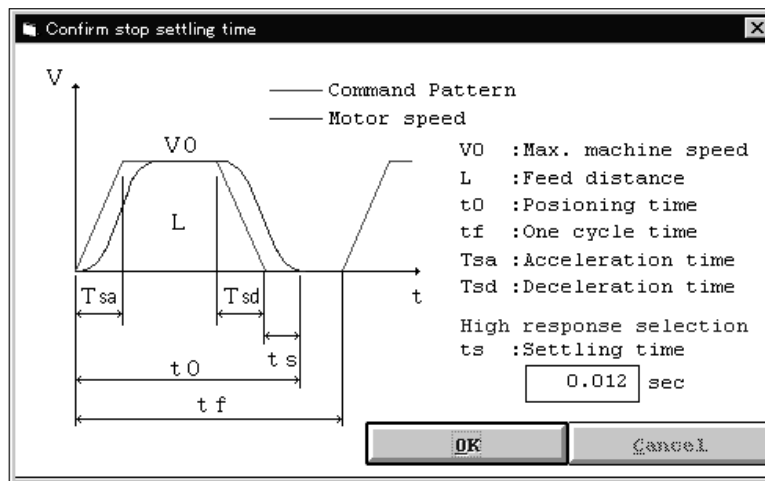 Confirm stop settling time
V
Command Pattern
Motor speed
V0
L
Tsa
Tsd
t
ts
t0
tf
V0 :Max. machine speed
L :Feed distance
t0 :Posioning time
tf :One cycle time
Tsa :Acceleration time
Tsd :Deceleration time
High response selection
ts :Settling time
0.012 sec
OK
Cancel